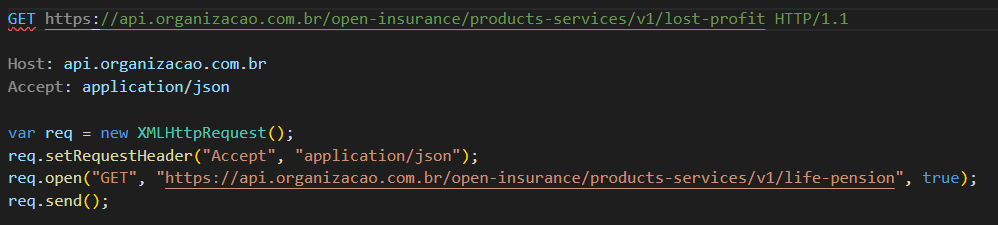 GET https://api.organizacao.com.br/open-insurance/products-services/v1/lost-profit HTTP/1.1
Host: api.organizacao.com.br
Accept: application/json
var req = new XMLHttpRequest();
req.setRequestHeader("Accept", "application/json");
req.open("GET", "https://api.organizacao.com.br/open-insurance/products-services/v1/life-pension", true);
req.send();